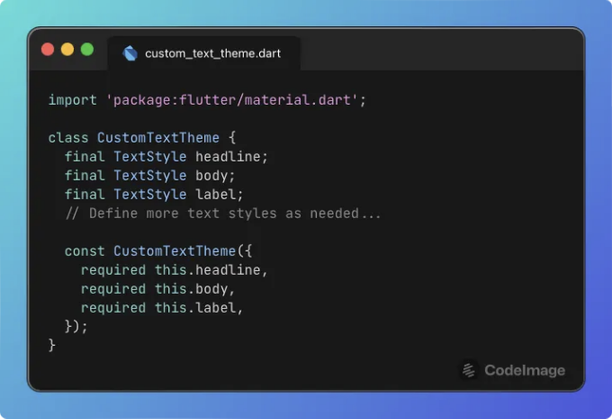 custom_text_theme.dart
import 'package:flutter/material.dart';
class CustomTextTheme {
final TextStyle headline;
final TextStyle body;
final TextStyle label;
// Define more text styles as needed...
const CustomTextTheme({
required this.headline,
required this.body,
required this.label,
});
}
CodeImage